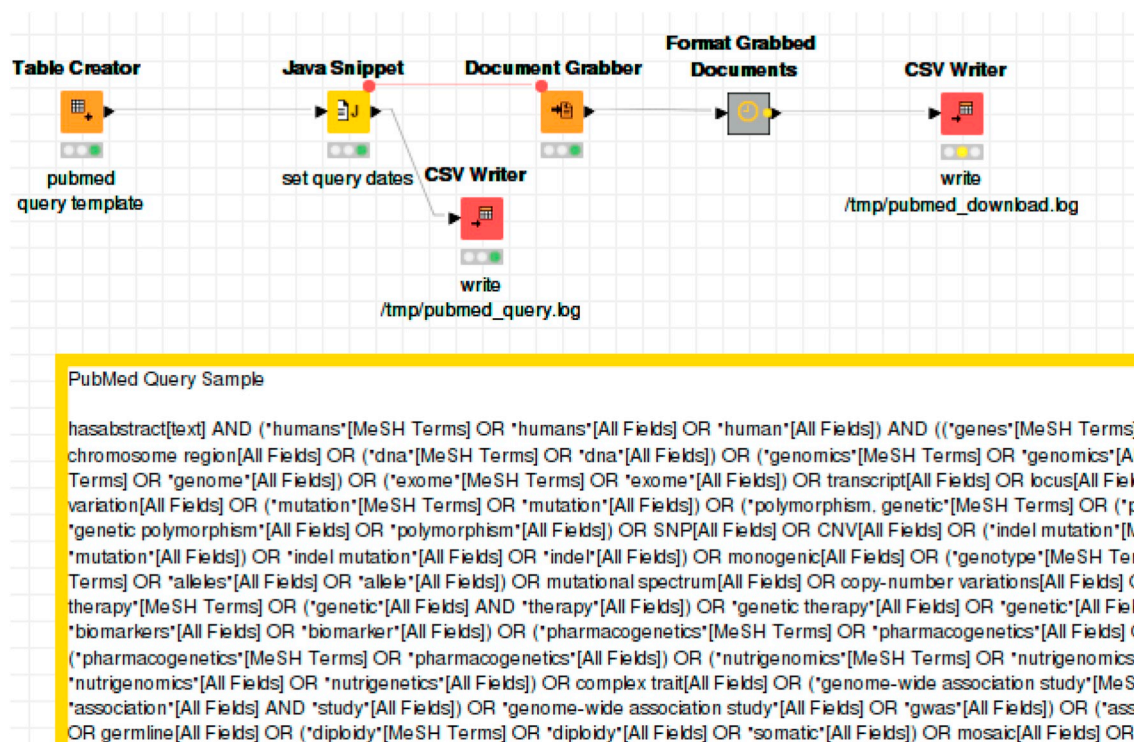 Table Creator
Java Snippet
Document Grabber
Format Grabbed
Documents
CSV Writer
J
pubmed
query template
set query dates
CSV Writer
write
/tmp/pubmed_download.log
write
/tmp/pubmed_query.log
PubMed Query Sample
hasabstract[text] AND ("humans"[MeSH Terms] OR "humans"[All Fields] OR "human"[All Fields]) AND (("genes"[MeSH Terms]
chromosome region[All Fields] OR ("dna"[MeSH Terms] OR "dna"[All Fields]) OR ("genomics"[MeSH Terms] OR "genomics"[A
Terms] OR "genome"[All Fields]) OR ("exome"[MeSH Terms] OR "exome"[All Fields]) OR transcript[All Fields] OR locus[All Fiel
variation[All Fields] OR ("mutation"[MeSH Terms] OR "mutation"[All Fields]) OR ("polymorphism, genetic"[MeSH Terms] OR ("p
"genetic polymorphism"[All Fields] OR "polymorphism"[All Fields]) OR SNP[All Fields] OR CNV[All Fields] OR ("indel mutation"[M
"mutation"[All Fields]) OR "indel mutation"[All Fields] OR "indel"[All Fields]) OR monogenic[All Fields] OR ("genotype"[MeSH Ter
Terms] OR "alleles"[All Fields] OR "allele"[All Fields]) OR mutational spectrum[All Fields] OR copy-number variations[All Fields] O
therapy"[MeSH Terms] OR ("genetic"[All Fields] AND "therapy"[All Fields]) OR "genetic therapy"[All Fields] OR "genetic"[All Fiel
"biomarkers"[All Fields] OR "biomarker"[All Fields]) OR ("pharmacogenetics"[MeSH Terms] OR "pharmacogenetics"[All Fields] O
("pharmacogenetics"[MeSH Terms] OR "pharmacogenetics"[All Fields]) OR ("nutrigenomics"[MeSH Terms] OR "nutrigenomics
"nutrigenomics"[All Fields] OR "nutrigenetics"[All Fields]) OR complex trait[All Fields] OR ("genome-wide association study"[MeS
"association"[All Fields] AND "study"[All Fields]) OR "genome-wide association study"[All Fields] OR "gwas"[All Fields]) OR ("ass
OR germline[All Fields] OR ("diploidy"[MeSH Terms] OR "diploidy"[All Fields] OR "somatic"[All Fields]) OR mosaic[All Fields] OR